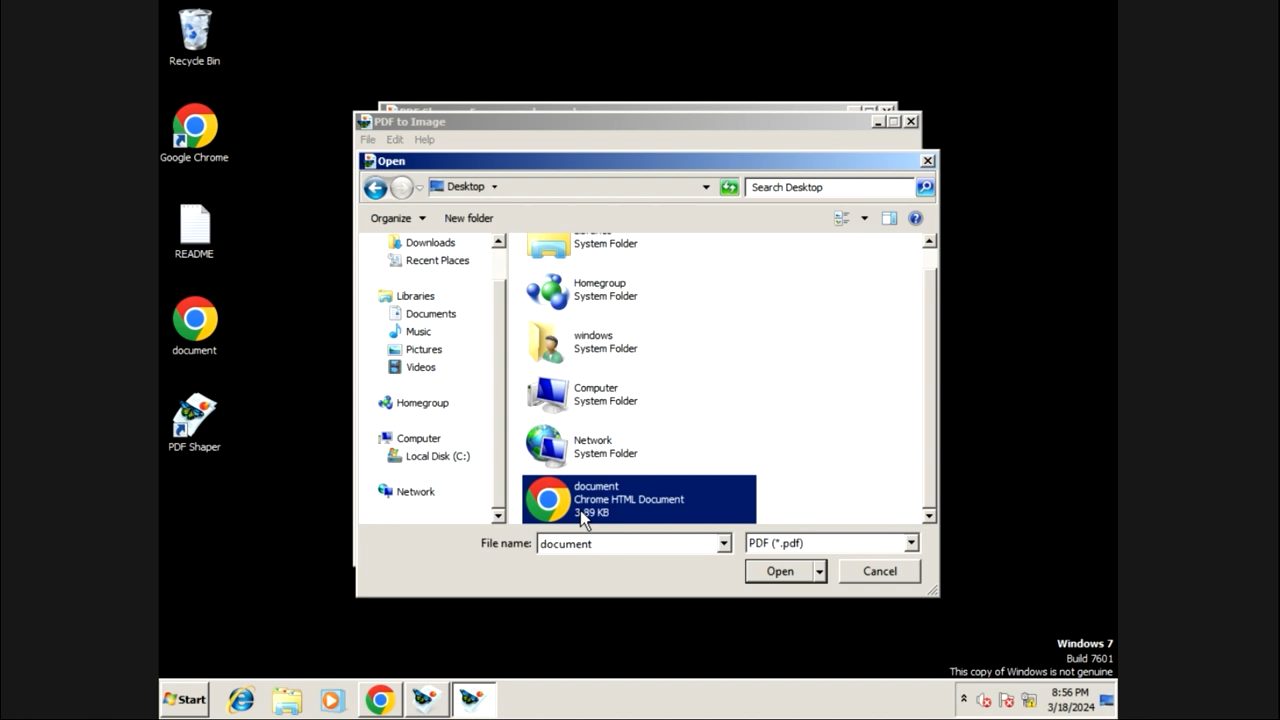 Recycle Bin
Google Chrome
README
document
PDF Shaper
PDF to Image
File Edit Help
Open
Desktop
Search Desktop
Organize
New folder
Downloads
Recent Places
Libraries
Documents
Music
Pictures
Videos
Homegroup
Computer
Local Disk (C:)
Network
System Folder
Homegroup
System Folder
windows
System Folder
Computer
System Folder
Network
System Folder
document
Chrome HTML Document
3.89 KB
File name: document
PDF (*.pdf)
Open
Cancel
Windows 7
Build 7601
This copy of Windows is not genuine
Start
8:56 PM
3/18/2024